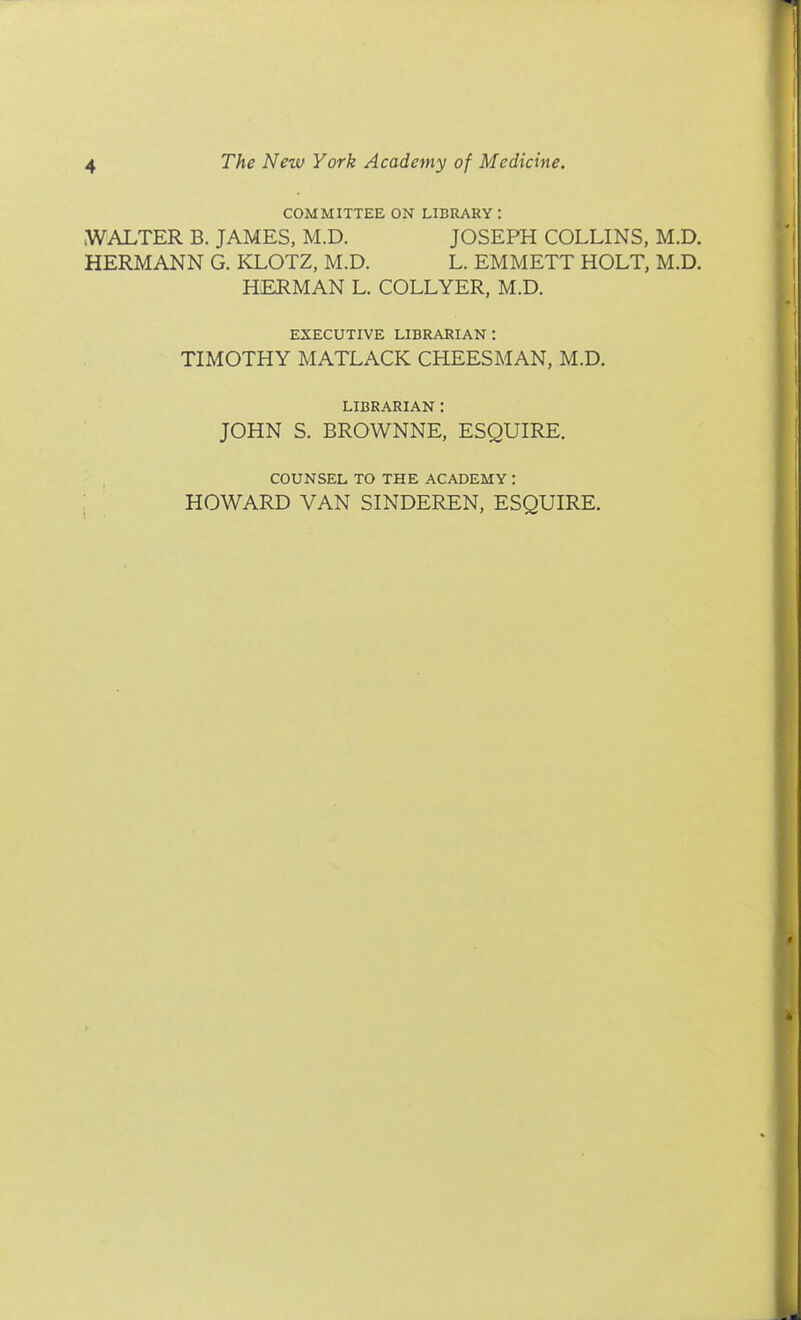 4 The New York Academy of Medicine.
COMMITTEE ON LIBRARY:
WALTER B. JAMES, M.D. JOSEPH COLLINS, M.D.
HERMANN G. KLOTZ, M.D. L. EMMETT HOLT, M.D.
HERMAN L. COLLYER, M.D.
EXECUTIVE LIBRARIAN:
TIMOTHY MATLACK CHEESMAN, M.D.
LIBRARIAN:
JOHN S. BROWNNE, ESQUIRE.
COUNSEL TO THE ACADEMY:
HOWARD VAN SINDEREN, ESQUIRE.